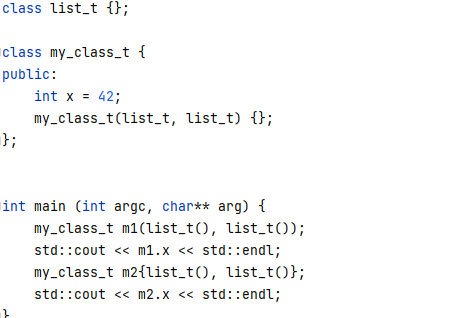 class list_t {};
class my_class_t {
public:
int x = 42;
my_class_t(list_t, list_t) {};
};
int main (int argc, char** arg) {
my_class_t m1(list_t(), list_t());
std::cout << m1.x << std::endl;
my_class_t m2{list_t(), list_t()};
std::cout << m2.x << std::endl;
}